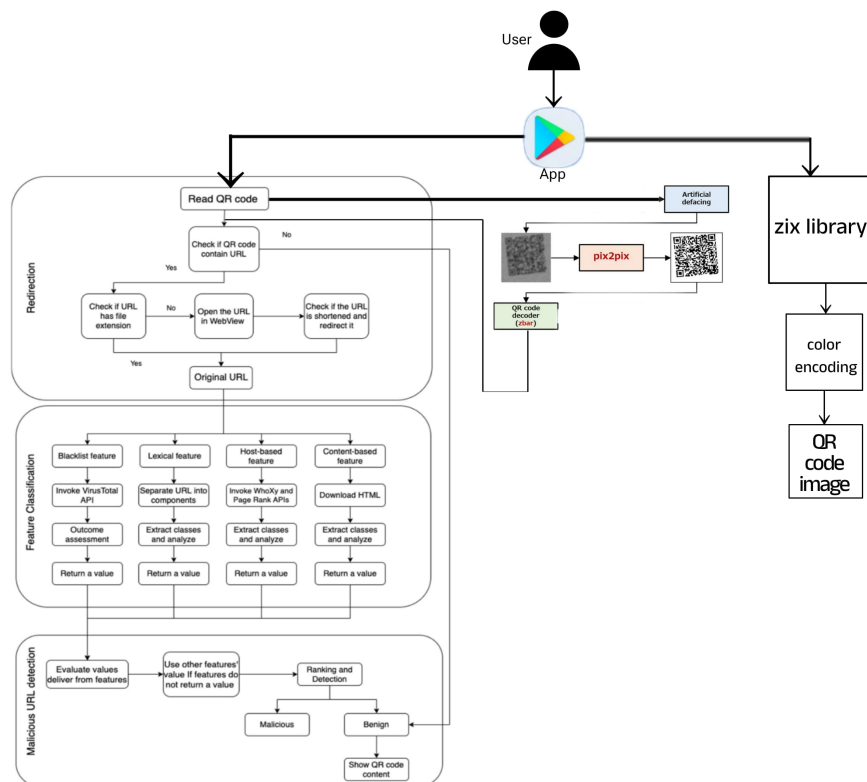 User
App
Redirection
Read QR code
Check if QR code
contain URL
No
Yes
Check if URL
has file
extension
No
Open the URL
in WebView
Check if the URL
is shortened and
redirect it
Yes
Original URL
Artificial
defacing
pix2pix
QR code
decoder
(zbar)
zix library
color
encoding
QR
code
image
Feature Classification
Blacklist feature
Lexical feature
Host-based
feature
Content-based
feature
Invoke VirusTotal
API
Separate URL into
components
Invoke WhoXy and
Page Rank APIs
Download HTML
Outcome
assessment
Extract classes
and analyze
Extract classes
and analyze
Extract classes
and analyze
Return a value
Return a value
Return a value
Return a value
Malicious URL detection
Evaluate values
deliver from features
Use other features'
value If features do
not return a value
Ranking and
Detection
Malicious
Benign
Show QR code
content